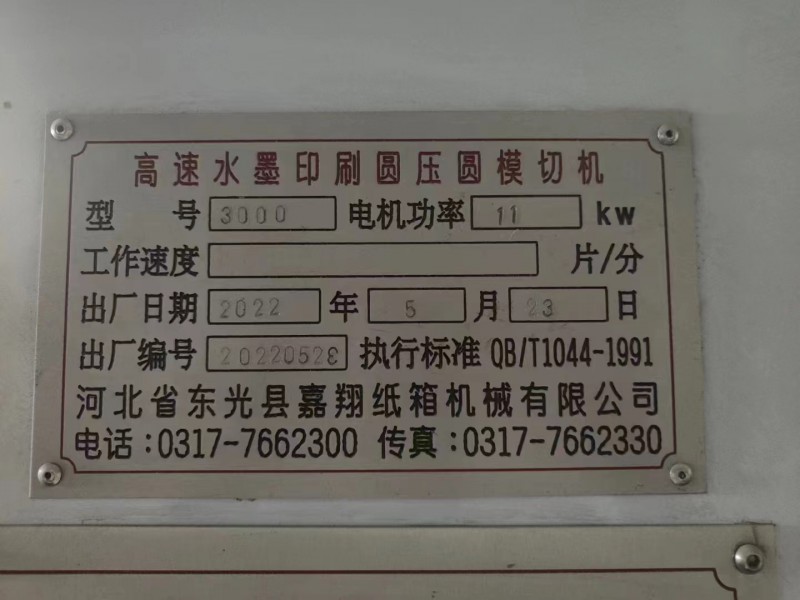 高速水墨印刷圆压圆模切机
型 号 3000 电机功率 11 kw
工作速度 片/分
出厂日期 2022 年 5 月 23 日
出厂编号 执行标准 QB/T1044-1991
河北省东光县嘉翔纸箱机械有限公司
电话:0317-7662300 传真:0317-7662330